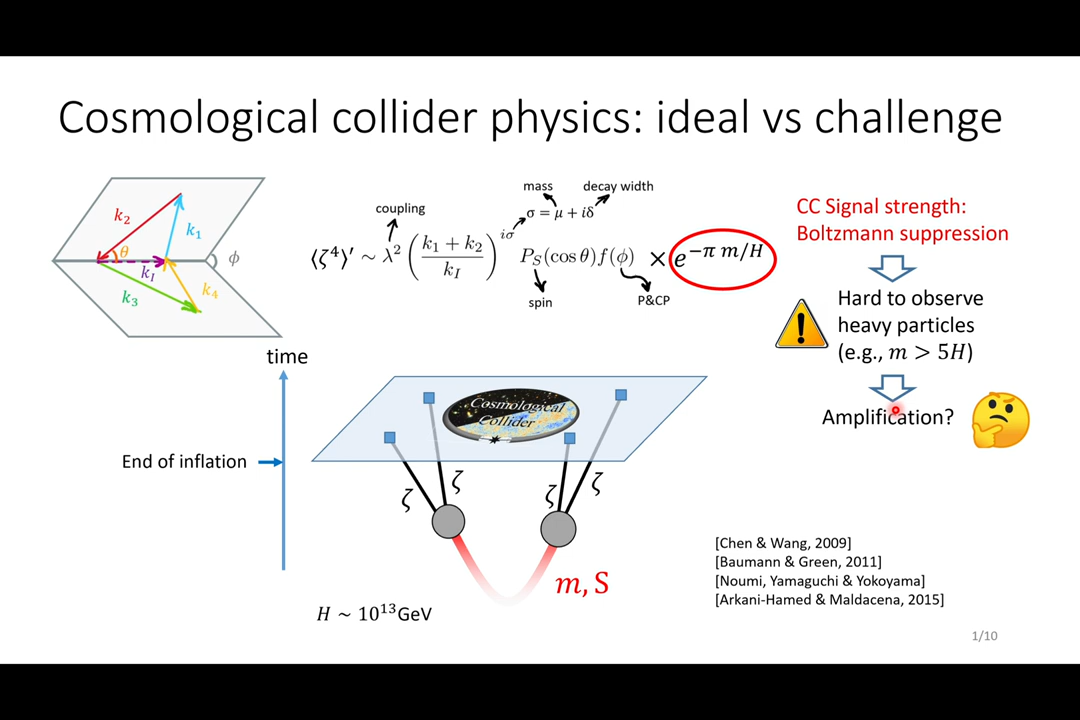 Cosmological collider physics: ideal vs challenge
k₂
k₁
θ
k_I
ϕ
k₃
k₄
coupling
mass
decay width
σ = μ + iδ
⟨ζ⁴⟩′ ∼ λ² ((k₁ + k₂)/k_I)^{iσ} P_S(cos θ)f(ϕ) × e^{−π m/H}
spin
P&CP
CC Signal strength:
Boltzmann suppression
Hard to observe
heavy particles
(e.g., m > 5H)
Amplification?
time
End of inflation
Cosmological
Collider
ζ
ζ
ζ
ζ
m, S
H ~ 10¹³GeV
[Chen & Wang, 2009]
[Baumann & Green, 2011]
[Noumi, Yamaguchi & Yokoyama]
[Arkani-Hamed & Maldacena, 2015]
1/10